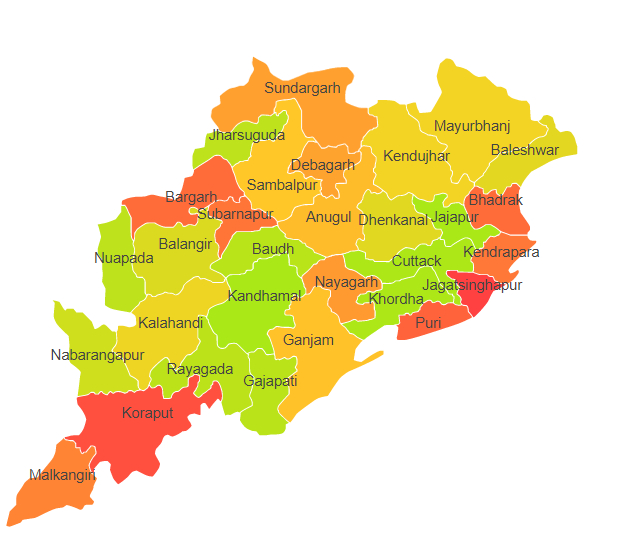 Sundargarh
Mayurbhanj
Jharsuguda
Baleshwar
Kendujhar
Debagarh
Sambalpur
Bargarh
Bhadrak
Subarnapur
Anugul
Dhenkanal
Jajapur
Balangir
Baudh
Kendrapara
Nuapada
Cuttack
Nayagarh
Jagatsinghapur
Kandhamal
Khordha
Kalahandi
Puri
Ganjam
Nabarangapur
Rayagada
Gajapati
Koraput
Malkangiri